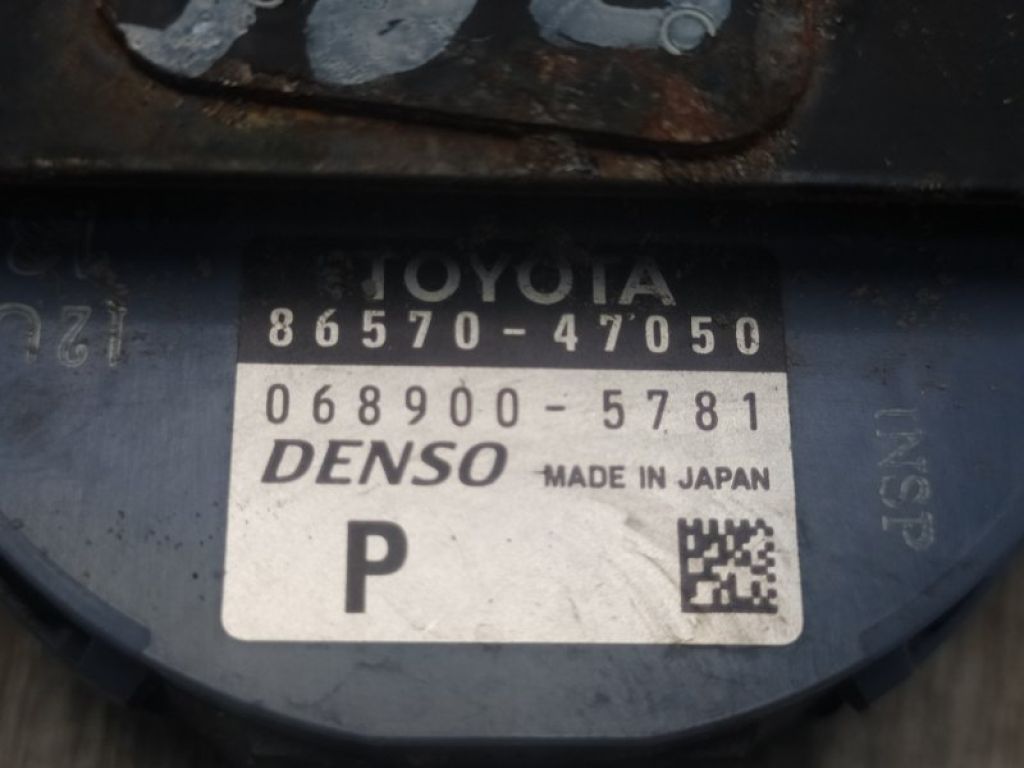 TOYOTA
86570-47050
068900-5781
DENSO MADE IN JAPAN
P
INSP